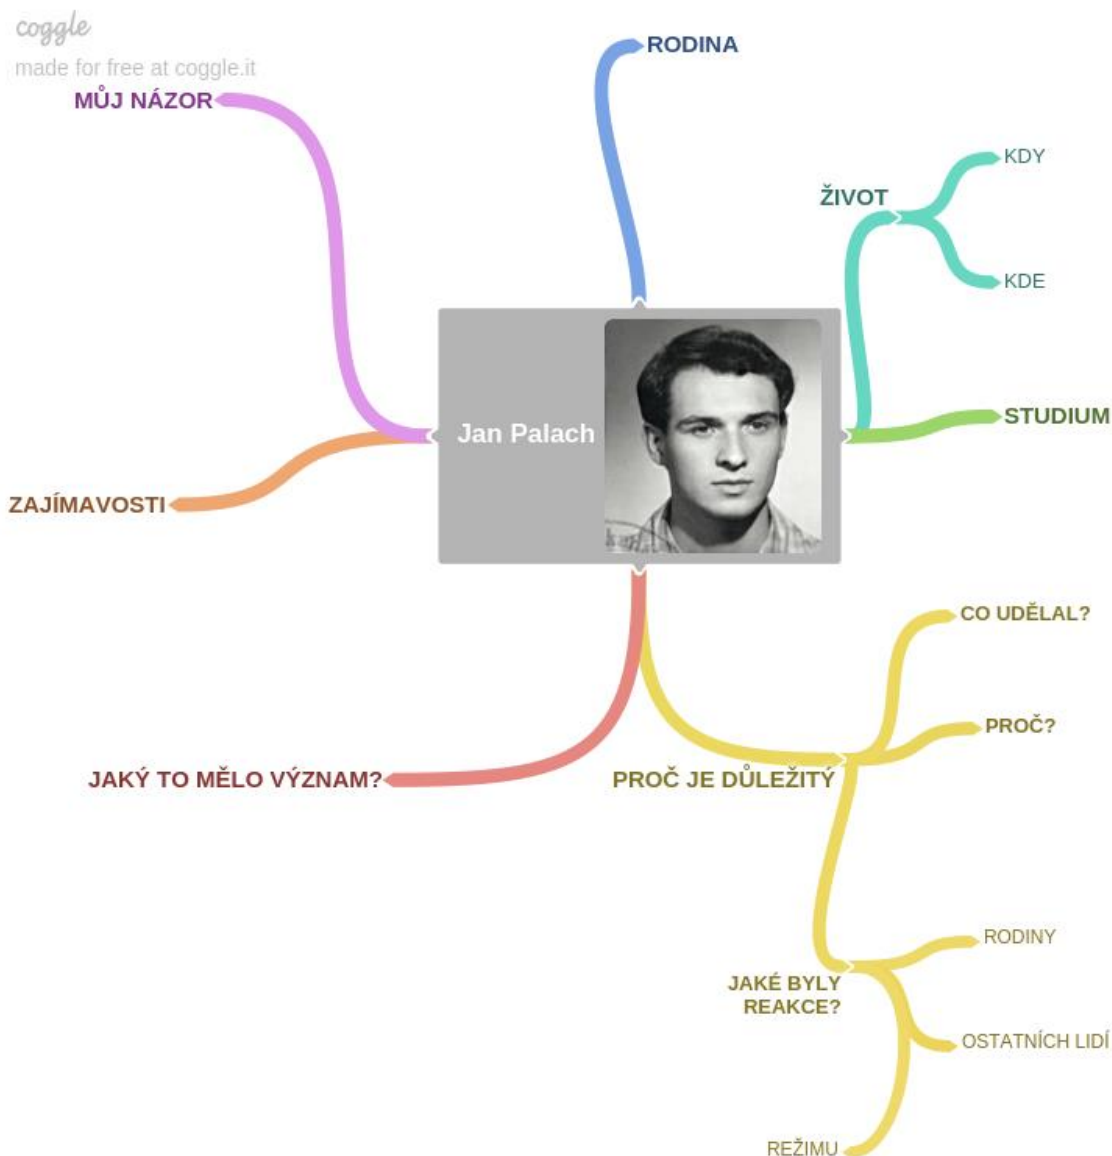 coggle
made for free at coggle.it
RODINA
MŮJ NÁZOR
KDY
ŽIVOT
KDE
Jan Palach
STUDIUM
ZAJÍMAVOSTI
CO UDĚLAL?
PROČ?
JAKÝ TO MĚLO VÝZNAM?
PROČ JE DŮLEŽITÝ
RODINY
JAKÉ BYLY
REAKCE?
OSTATNÍCH LIDÍ
REŽIMU